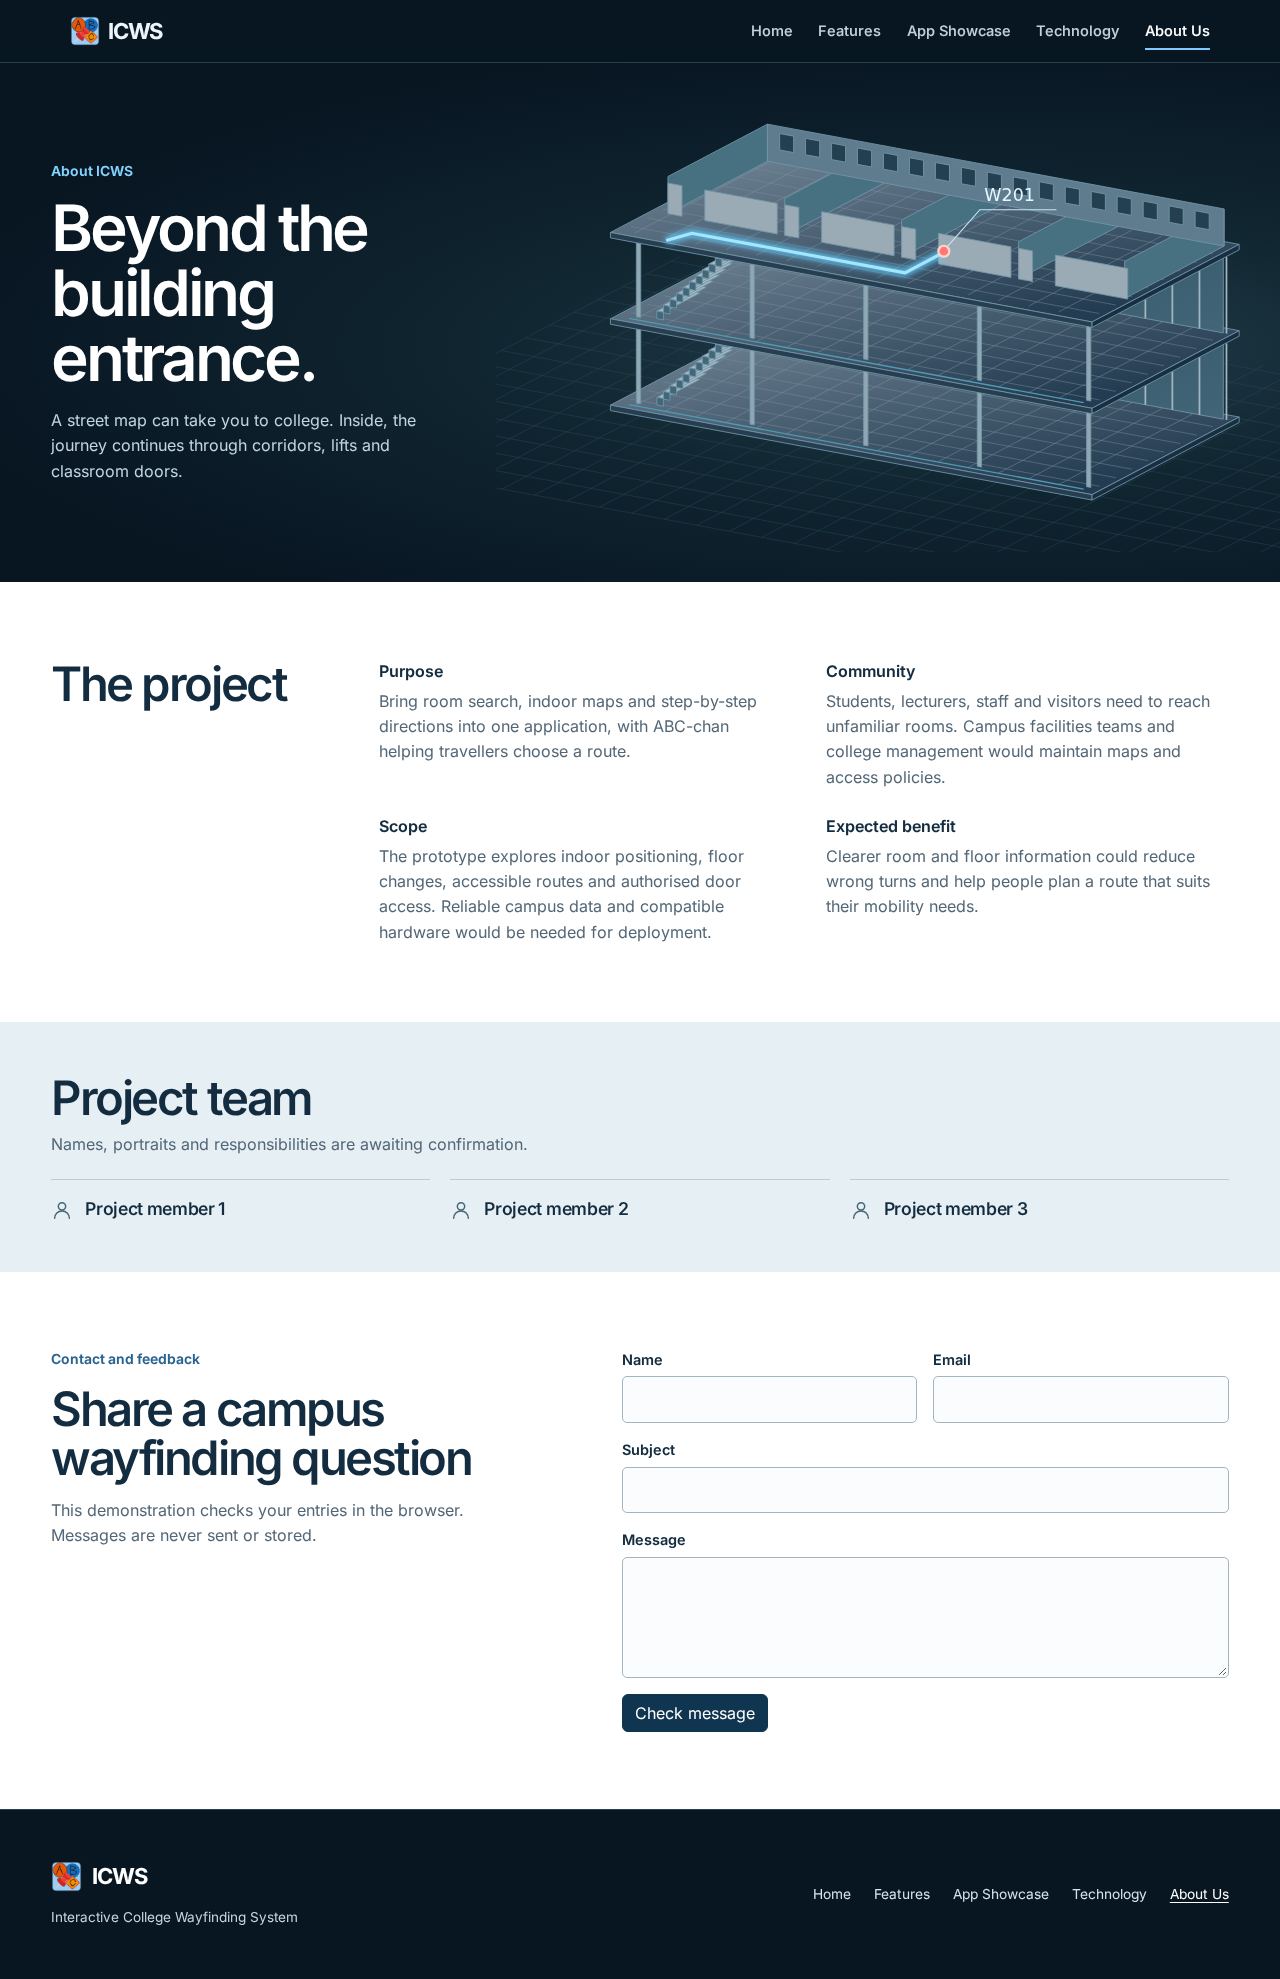 ICWS
Home
Features
App Showcase
Technology
About Us
About ICWS
Beyond the
building
entrance.
A street map can take you to college. Inside, the
journey continues through corridors, lifts and
classroom doors.
W201
The project
Purpose
Bring room search, indoor maps and step-by-step
directions into one application, with ABC-chan
helping travellers choose a route.
Community
Students, lecturers, staff and visitors need to reach
unfamiliar rooms. Campus facilities teams and
college management would maintain maps and
access policies.
Scope
The prototype explores indoor positioning, floor
changes, accessible routes and authorised door
access. Reliable campus data and compatible
hardware would be needed for deployment.
Expected benefit
Clearer room and floor information could reduce
wrong turns and help people plan a route that suits
their mobility needs.
Project team
Names, portraits and responsibilities are awaiting confirmation.
Project member 1
Project member 2
Project member 3
Contact and feedback
Share a campus
wayfinding question
This demonstration checks your entries in the browser.
Messages are never sent or stored.
Name
Email
Subject
Message
Check message
ICWS
Interactive College Wayfinding System
Home
Features
App Showcase
Technology
About Us